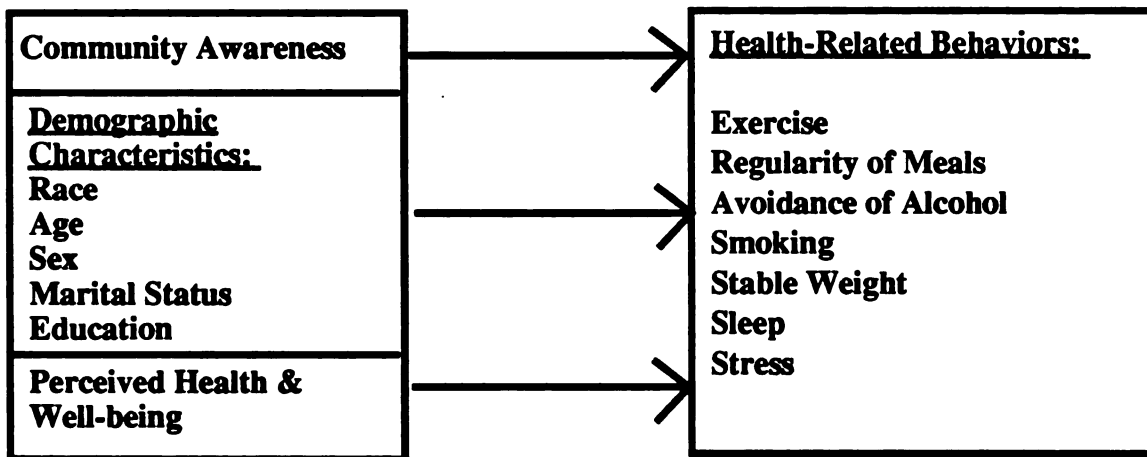 Community Awareness
Demographic
Characteristics:
Race
Age
Sex
Marital Status
Education
Perceived Health &
Well-being
Health-Related Behaviors:
Exercise
Regularity of Meals
Avoidance of Alcohol
Smoking
Stable Weight
Sleep
Stress